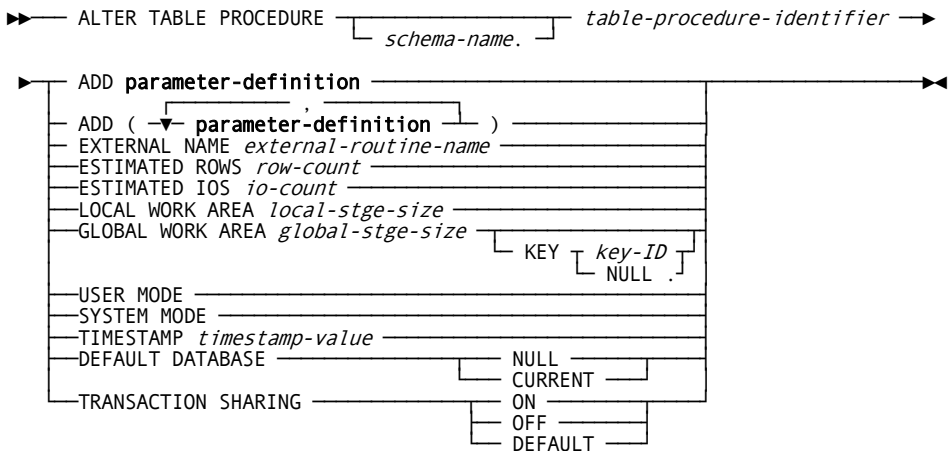 ALTER TABLE PROCEDURE table-procedure-identifier
schema-name.
ADD parameter-definition
,
ADD ( parameter-definition )
EXTERNAL NAME external-routine-name
ESTIMATED ROWS row-count
ESTIMATED IOS io-count
LOCAL WORK AREA local-stge-size
GLOBAL WORK AREA global-stge-size
KEY key-ID
NULL .
USER MODE
SYSTEM MODE
TIMESTAMP timestamp-value
DEFAULT DATABASE NULL
CURRENT
TRANSACTION SHARING ON
OFF
DEFAULT